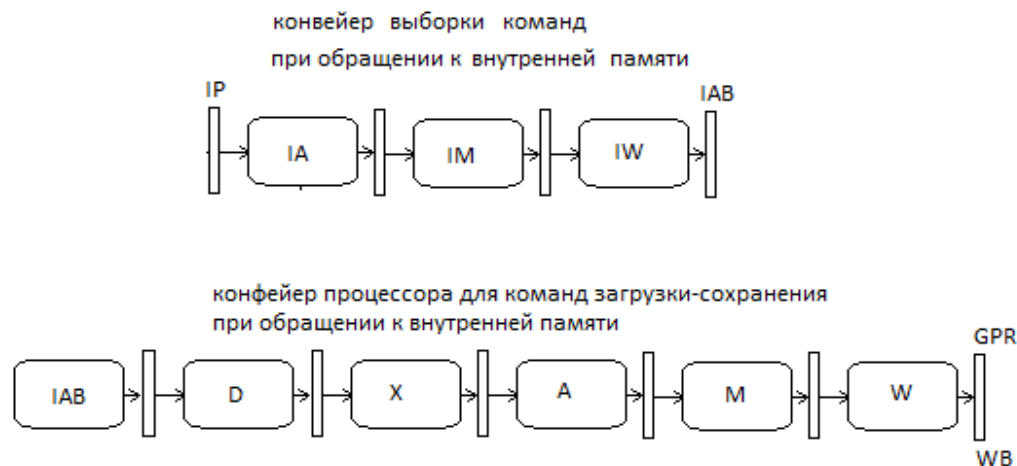 конвейер выборки команд
при обращении к внутренней памяти
IP
IAB
IA
IM
IW
конфейер процессора для команд загрузки-сохранения
при обращении к внутренней памяти
GPR
IAB
D
X
A
M
W
WB